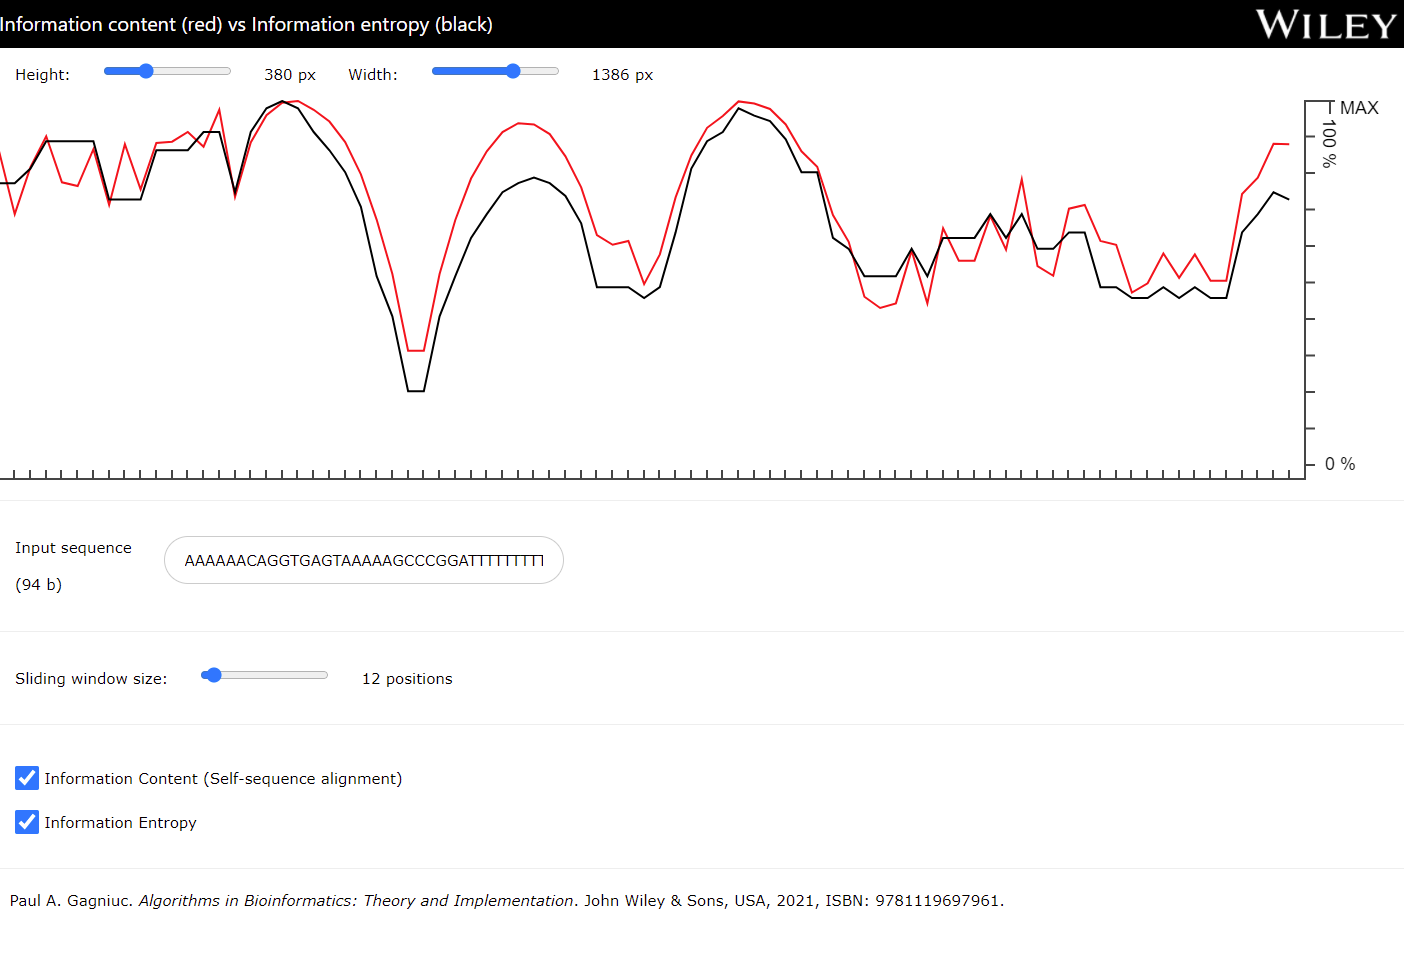 Information content (red) vs Information entropy (black)
WILEY
Height: 380 px Width: 1386 px
T MAX
100 %
0 %
Input sequence
(94 b)
AAAAAACAGGTGAGTAAAAAGCCCGGATTTTTTTTT
Sliding window size: 12 positions
Information Content (Self-sequence alignment)
Information Entropy
Paul A. Gagniuc. Algorithms in Bioinformatics: Theory and Implementation. John Wiley & Sons, USA, 2021, ISBN: 9781119697961.